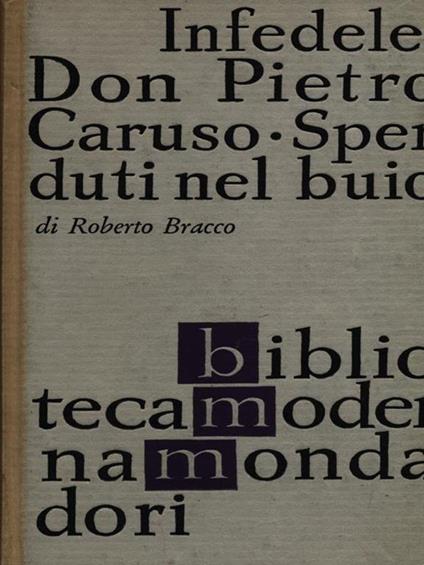 Infedele
Don Pietro
Caruso · Sper
duti nel buio
di Roberto Bracco
biblio
tecamoder
namonda
dori